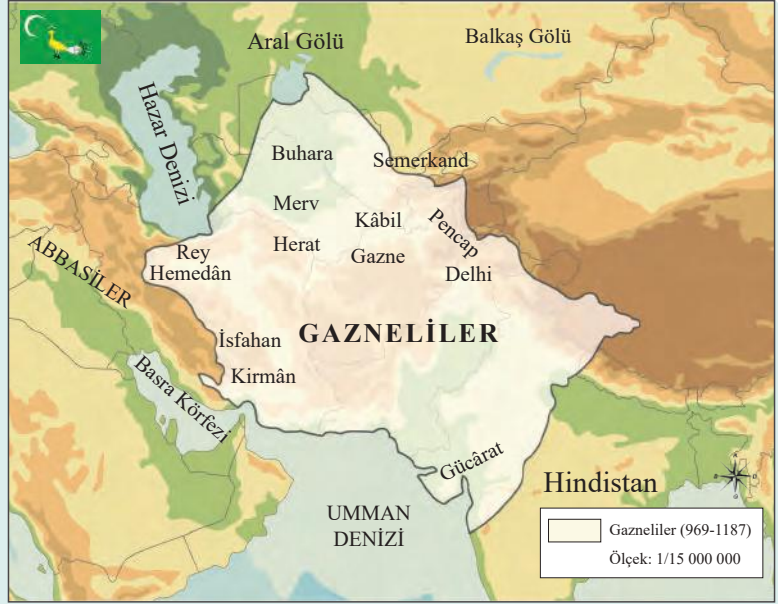 Aral Gölü
Balkaş Gölü
Hazar Denizi
Buhara
Semerkand
Merv
Kâbil
Pencap
Herat
Gazne
Delhi
Rey
Hemedân
ABBASİLER
İsfahan
GAZNELİLER
Kirmân
Basra Körfezi
Gücârat
Hindistan
UMMAN
DENİZİ
Gazneliler (969-1187)
Ölçek: 1/15 000 000